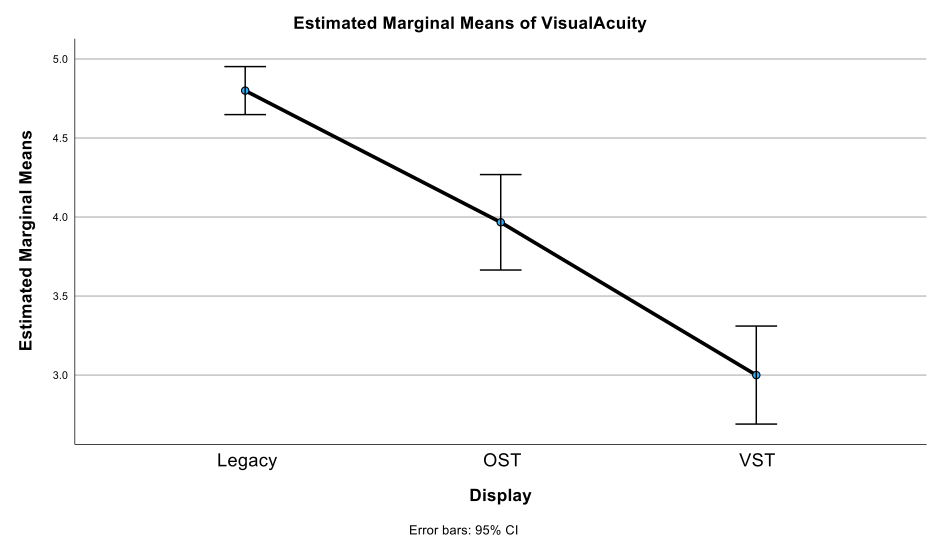 Estimated Marginal Means of VisualAcuity
Estimated Marginal Means
5.0
4.5
4.0
3.5
3.0
Legacy
OST
VST
Display
Error bars: 95% CI